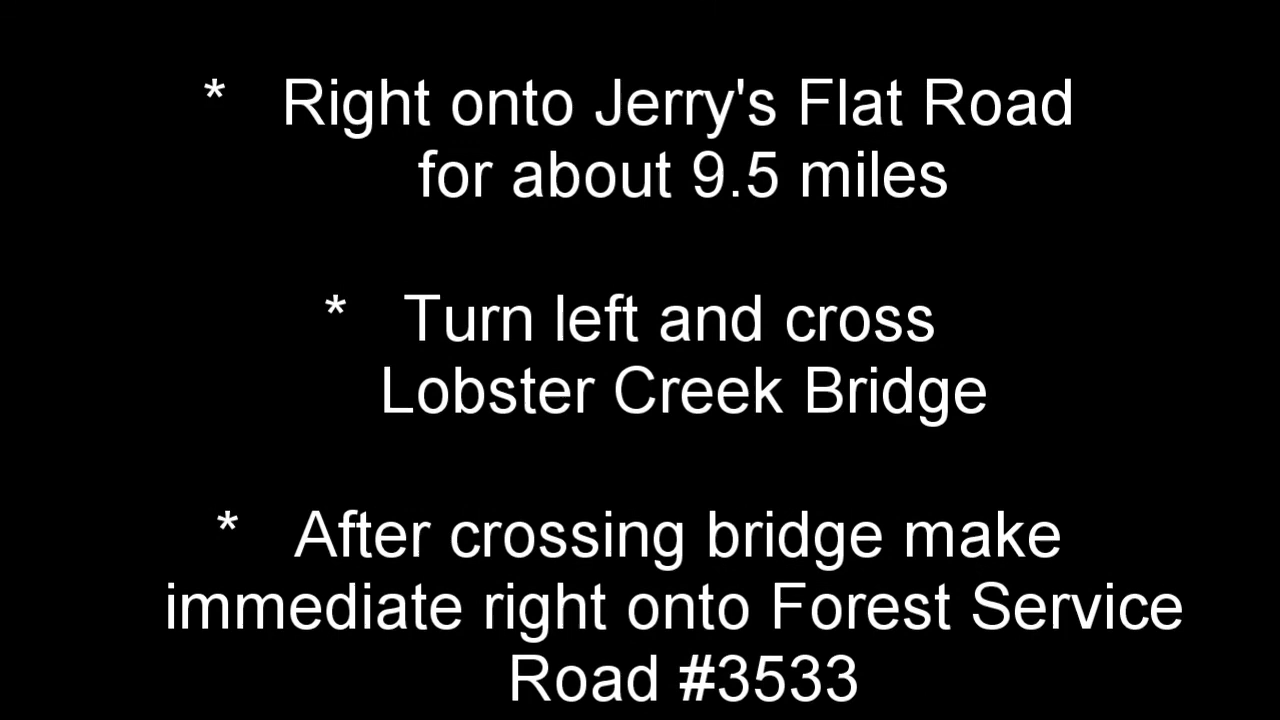 * Right onto Jerry's Flat Road
for about 9.5 miles
* Turn left and cross
Lobster Creek Bridge
* After crossing bridge make
immediate right onto Forest Service
Road #3533